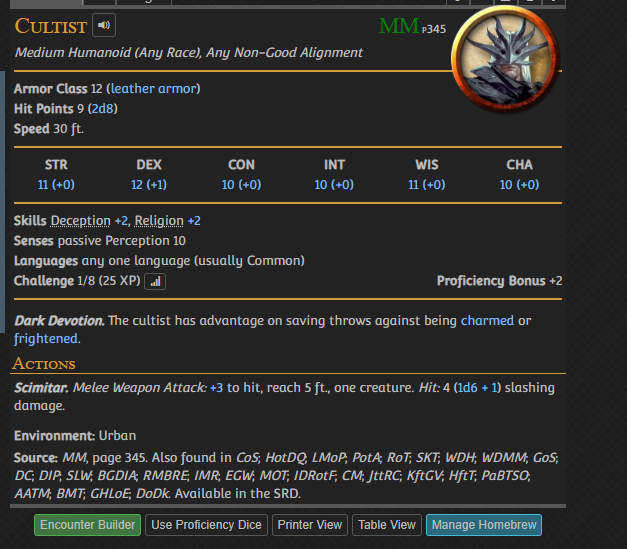 CULTIST
MM P345
Medium Humanoid (Any Race), Any Non-Good Alignment
Armor Class 12 (leather armor)
Hit Points 9 (2d8)
Speed 30 ft.
STR DEX CON INT WIS CHA
11 (+0) 12 (+1) 10 (+0) 10 (+0) 11 (+0) 10 (+0)
Skills Deception +2, Religion +2
Senses passive Perception 10
Languages any one language (usually Common)
Challenge 1/8 (25 XP) Proficiency Bonus +2
Dark Devotion. The cultist has advantage on saving throws against being charmed or
frightened.
ACTIONS
Scimitar. Melee Weapon Attack: +3 to hit, reach 5 ft., one creature. Hit: 4 (1d6 + 1) slashing
damage.
Environment: Urban
Source: MM, page 345. Also found in CoS; HotDQ; LMoP; PotA; RoT; SKT; WDH; WDMM; GoS;
DC; DIP; SLW; BGDIA; RMBRE; IMR; EGW; MOT; IDRotF; CM; JttRC; KftGV; HftT; PaBTSO;
AATM; BMT; GHLoE; DoDk. Available in the SRD.
Encounter Builder Use Proficiency Dice Printer View Table View Manage Homebrew